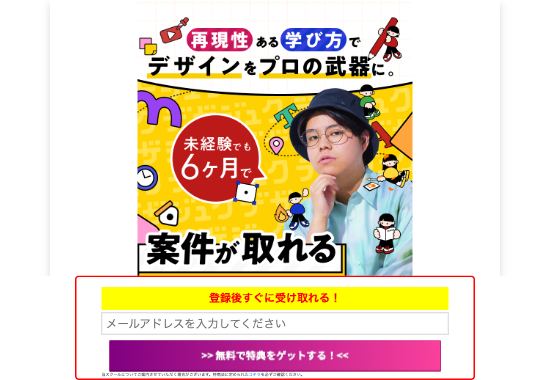 再現性ある学び方で
デザインをプロの武器に。
未経験でも
6ヶ月で
案件が取れる
登録後すぐに受け取れる！
メールアドレスを入力してください
>> 無料で特典をゲットする！<<